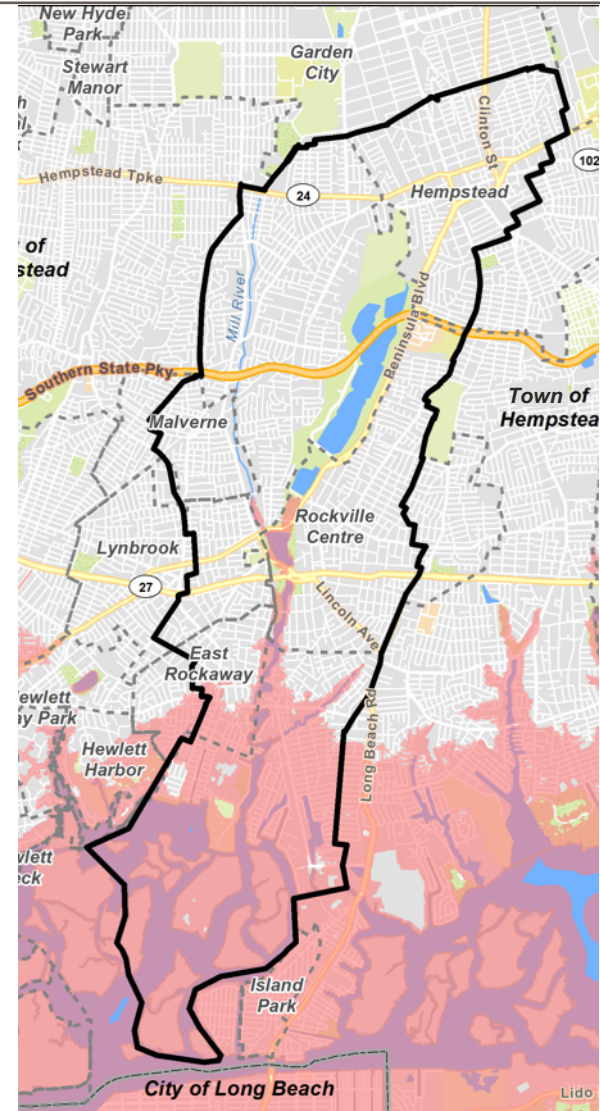 New Hyde
Park
Stewart
Manor
Garden
City
Clinton St
Hempstead Tpke
102
24
Hempstead
of
stead
Mill River
Peninsula Blvd
Southern State Pky
Malverne
Town of
Hempstea
Rockville
Centre
Lynbrook
27
Lincoln Ave
East
Rockaway
ewlett
ay Park
Long Beach Rd
Hewlett
Harbor
wlett
eck
Island
Park
City of Long Beach
Lido